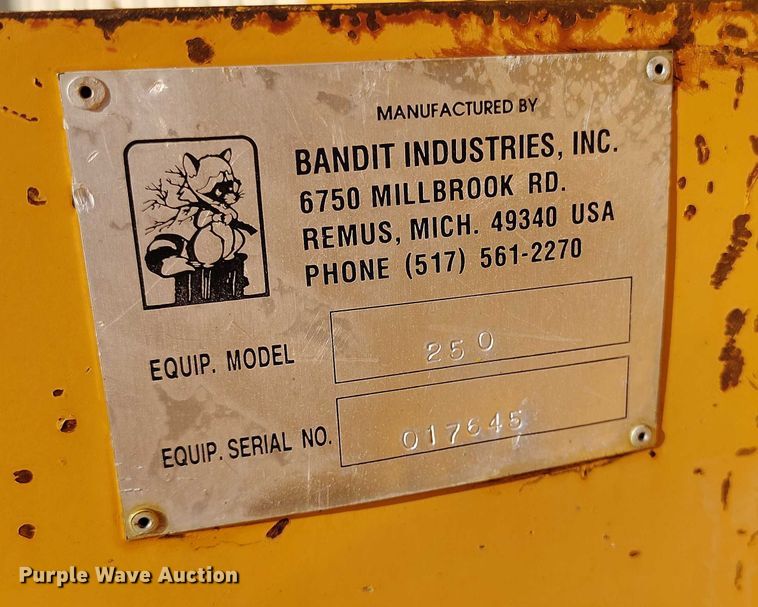 MANUFACTURED BY
BANDIT INDUSTRIES, INC.
6750 MILLBROOK RD.
REMUS, MICH. 49340 USA
PHONE (517) 561-2270
EQUIP. MODEL 250
EQUIP. SERIAL NO. 017645
Purple Wave Auction